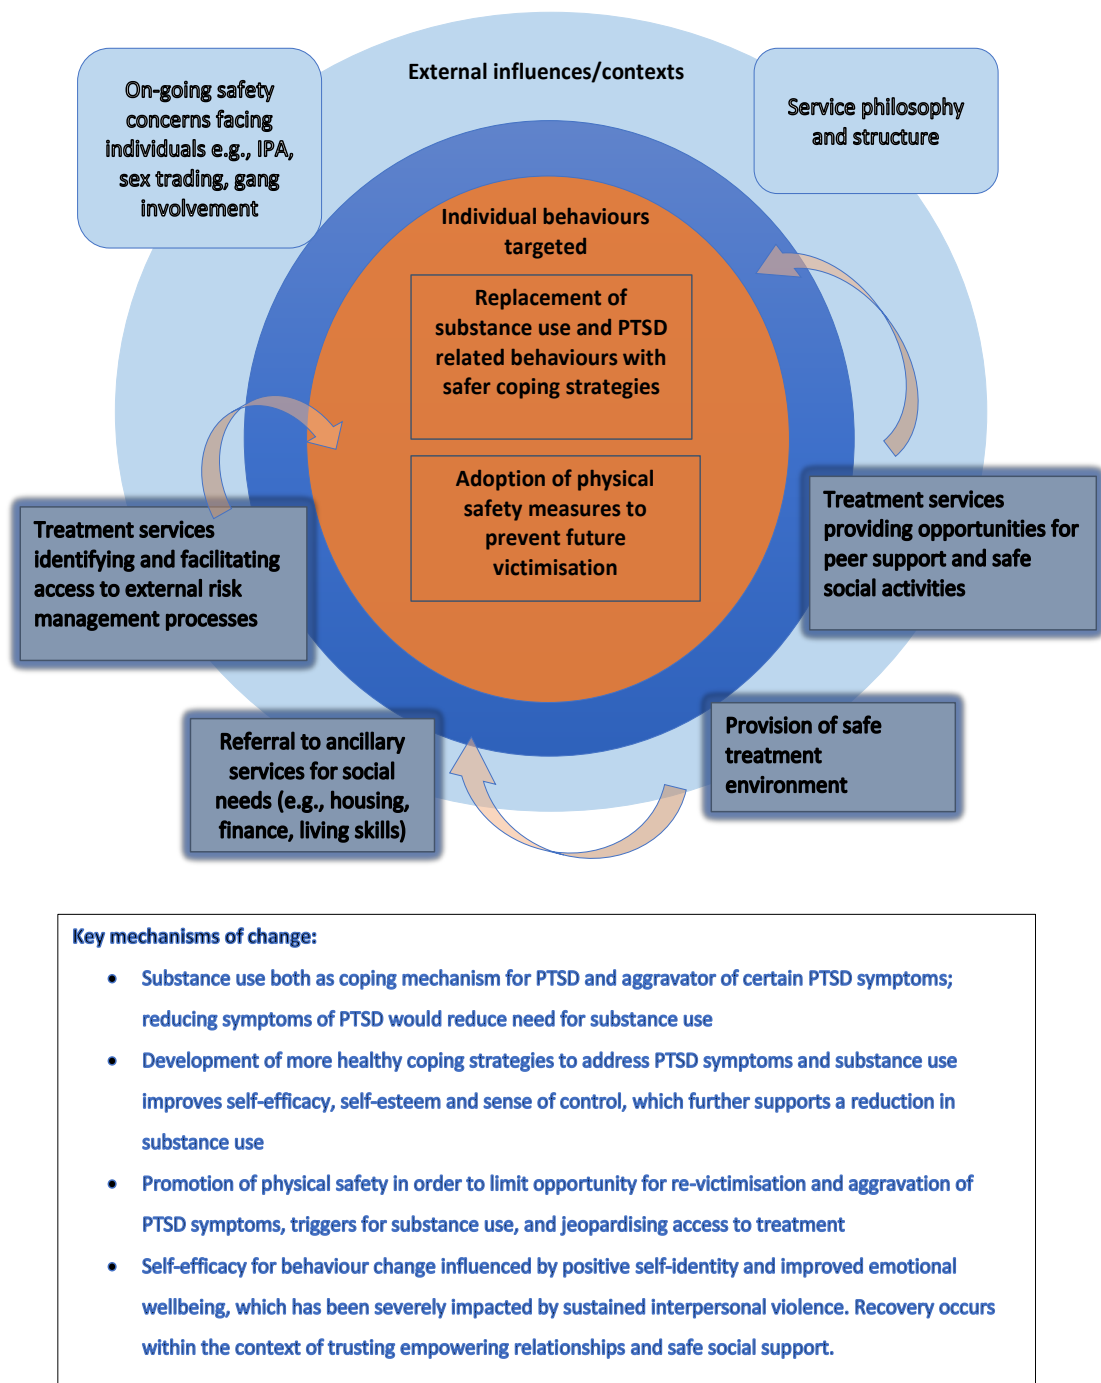 External influences/contexts
On-going safety
concerns facing
individuals e.g., IPA,
sex trading, gang
involvement
Service philosophy
and structure
Individual behaviours
targeted
Replacement of
substance use and PTSD
related behaviours with
safer coping strategies
Adoption of physical
safety measures to
prevent future
victimisation
Treatment services
identifying and facilitating
access to external risk
management processes
Treatment services
providing opportunities for
peer support and safe
social activities
Referral to ancillary
services for social
needs (e.g., housing,
finance, living skills)
Provision of safe
treatment
environment
Key mechanisms of change:
• Substance use both as coping mechanism for PTSD and aggravator of certain PTSD symptoms;
reducing symptoms of PTSD would reduce need for substance use
• Development of more healthy coping strategies to address PTSD symptoms and substance use
improves self-efficacy, self-esteem and sense of control, which further supports a reduction in
substance use
• Promotion of physical safety in order to limit opportunity for re-victimisation and aggravation of
PTSD symptoms, triggers for substance use, and jeopardising access to treatment
• Self-efficacy for behaviour change influenced by positive self-identity and improved emotional
wellbeing, which has been severely impacted by sustained interpersonal violence. Recovery occurs
within the context of trusting empowering relationships and safe social support.